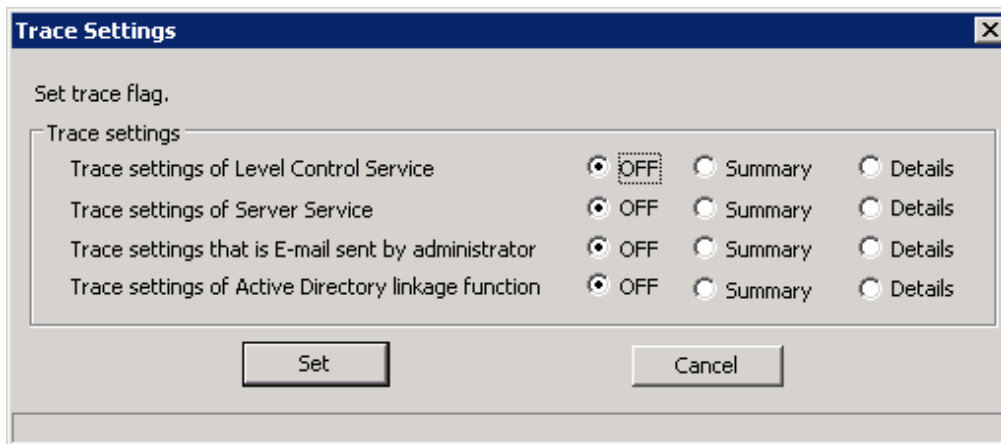 Trace Settings
Set trace flag.
Trace settings
Trace settings of Level Control Service OFF Summary Details
Trace settings of Server Service OFF Summary Details
Trace settings that is E-mail sent by administrator OFF Summary Details
Trace settings of Active Directory linkage function OFF Summary Details
Set Cancel